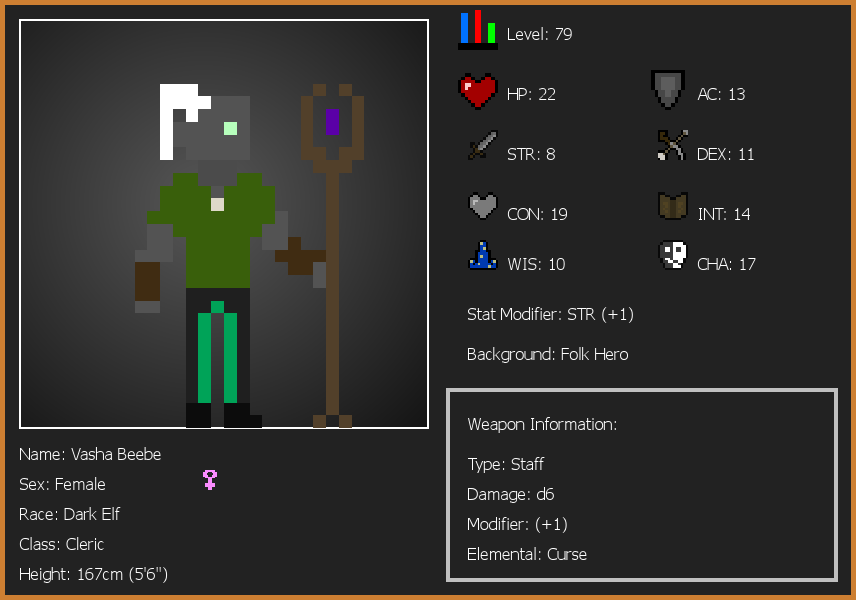 Level: 79
HP: 22
AC: 13
STR: 8
DEX: 11
CON: 19
INT: 14
WIS: 10
CHA: 17
Stat Modifier: STR (+1)
Background: Folk Hero
Name: Vasha Beebe
Sex: Female
Race: Dark Elf
Class: Cleric
Height: 167cm (5'6")
Weapon Information:
Type: Staff
Damage: d6
Modifier: (+1)
Elemental: Curse